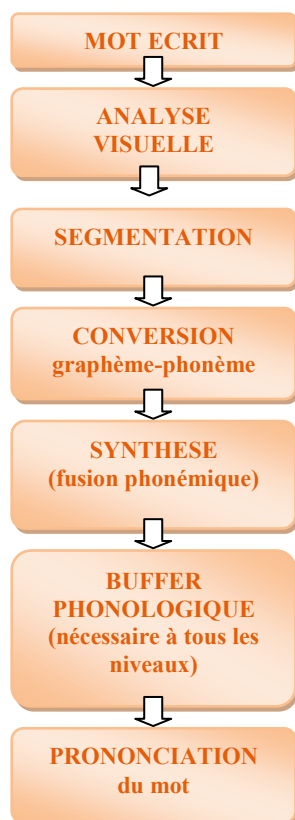 MOT ECRIT
ANALYSE
VISUELLE
SEGMENTATION
CONVERSION
graphème-phonème
SYNTHESE
(fusion phonémique)
BUFFER
PHONOLOGIQUE
(nécessaire à tous les
niveaux)
PRONONCIATION
du mot